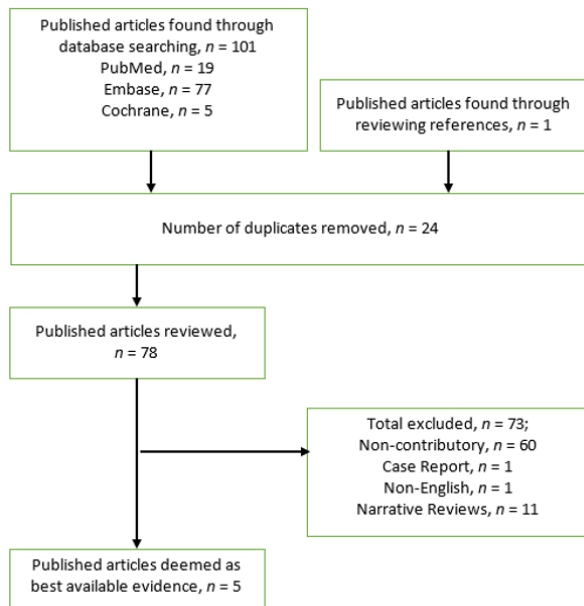 Published articles found through
database searching, n = 101
PubMed, n = 19
Embase, n = 77
Cochrane, n = 5
Published articles found through
reviewing references, n = 1
Number of duplicates removed, n = 24
Published articles reviewed,
n = 78
Total excluded, n = 73;
Non-contributory, n = 60
Case Report, n = 1
Non-English, n = 1
Narrative Reviews, n = 11
Published articles deemed as
best available evidence, n = 5